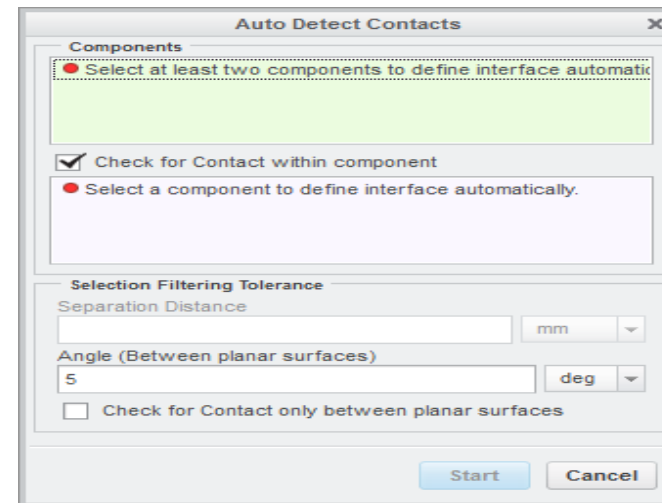 Auto Detect Contacts
Components
Select at least two components to define interface automatic
Check for Contact within component
Select a component to define interface automatically.
Selection Filtering Tolerance
Separation Distance
mm
Angle (Between planar surfaces)
5
deg
Check for Contact only between planar surfaces
Start
Cancel